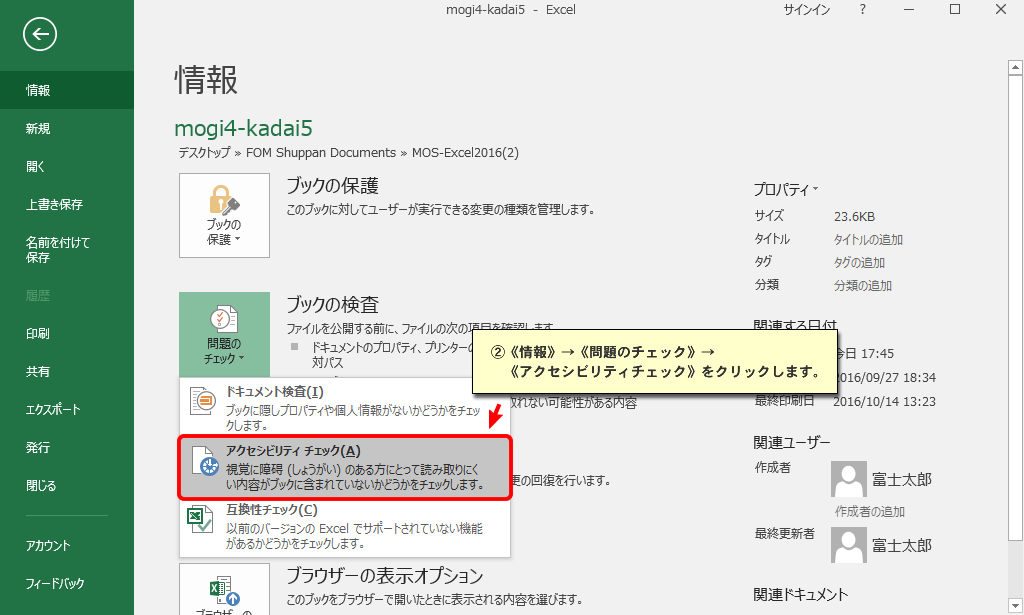 mogi4-kadai5 - Excel
サインイン
?
情報
新規
開く
上書き保存
名前を付けて
保存
履歴
印刷
共有
エクスポート
発行
閉じる
アカウント
フィードバック
情報
mogi4-kadai5
デスクトップ » FOM Shuppan Documents » MOS-Excel2016(2)
ブックの
保護
ブックの保護
このブックに対してユーザーが実行できる変更の種類を管理します。
問題の
チェック
ブックの検査
ファイルを公開する前に、ファイルの次の項目を確認します。
ドキュメントのプロパティ、プリンターの
対パス
取れない可能性がある内容
ドキュメント検査(I)
ブックに隠しプロパティや個人情報がないかどうかをチェッ
クします。
アクセシビリティ チェック(A)
視覚に障碍 (しょうがい) のある方にとって読み取りにく
い内容がブックに含まれていないかどうかをチェックします。
互換性チェック(C)
以前のバージョンの Excel でサポートされていない機能
があるかどうかをチェックします。
更の回復を行います。
ブラウザーの
ブラウザーの表示オプション
このブックをブラウザーで開いたときに表示される内容を選びます。
②《情報》→《問題のチェック》→
《アクセシビリティチェック》をクリックします。
プロパティ
サイズ 23.6KB
タイトル タイトルの追加
タグ タグの追加
分類 分類の追加
関連する日付
今日 17:45
2016/09/27 18:34
最終印刷日 2016/10/14 13:23
関連ユーザー
作成者 富士太郎
作成者の追加
最終更新者 富士太郎
関連ドキュメント